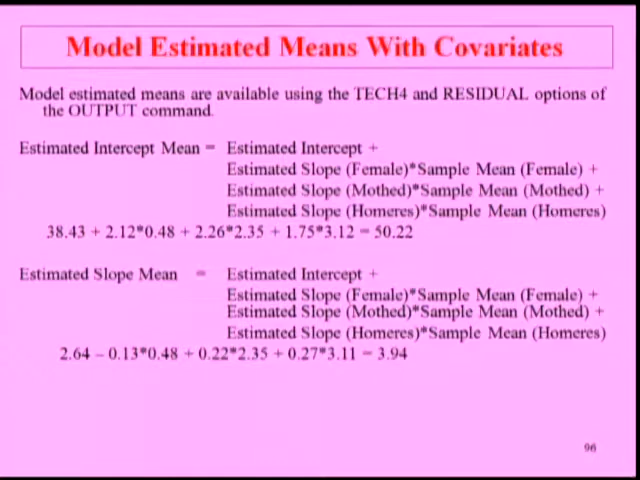 Model Estimated Means With Covariates
Model estimated means are available using the TECH4 and RESIDUAL options of
the OUTPUT command.
Estimated Intercept Mean = Estimated Intercept +
Estimated Slope (Female)*Sample Mean (Female) +
Estimated Slope (Mothed)*Sample Mean (Mothed) +
Estimated Slope (Homeres)*Sample Mean (Homeres)
38.43 + 2.12*0.48 + 2.26*2.35 + 1.75*3.12 = 50.22
Estimated Slope Mean = Estimated Intercept +
Estimated Slope (Female)*Sample Mean (Female) +
Estimated Slope (Mothed)*Sample Mean (Mothed) +
Estimated Slope (Homeres)*Sample Mean (Homeres)
2.64 – 0.13*0.48 + 0.22*2.35 + 0.27*3.11 = 3.94
96